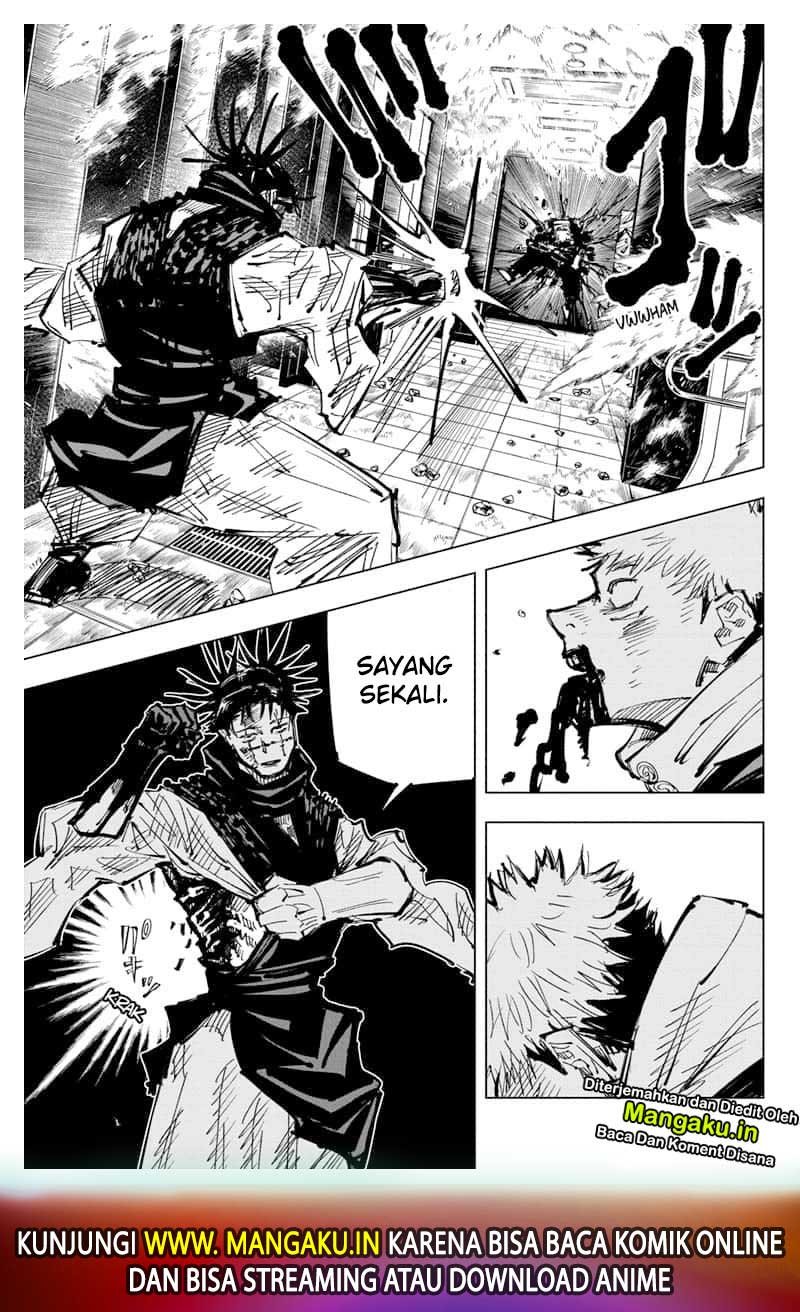 VWWHAM
SAYANG
SEKALI.
KRAK
Diterjemahkan dan Diedit Oleh
Mangaku.in
Baca Dan Koment Disana
KUNJUNGI WWW. MANGAKU.IN KARENA BISA BACA KOMIK ONLINE
DAN BISA STREAMING ATAU DOWNLOAD ANIME